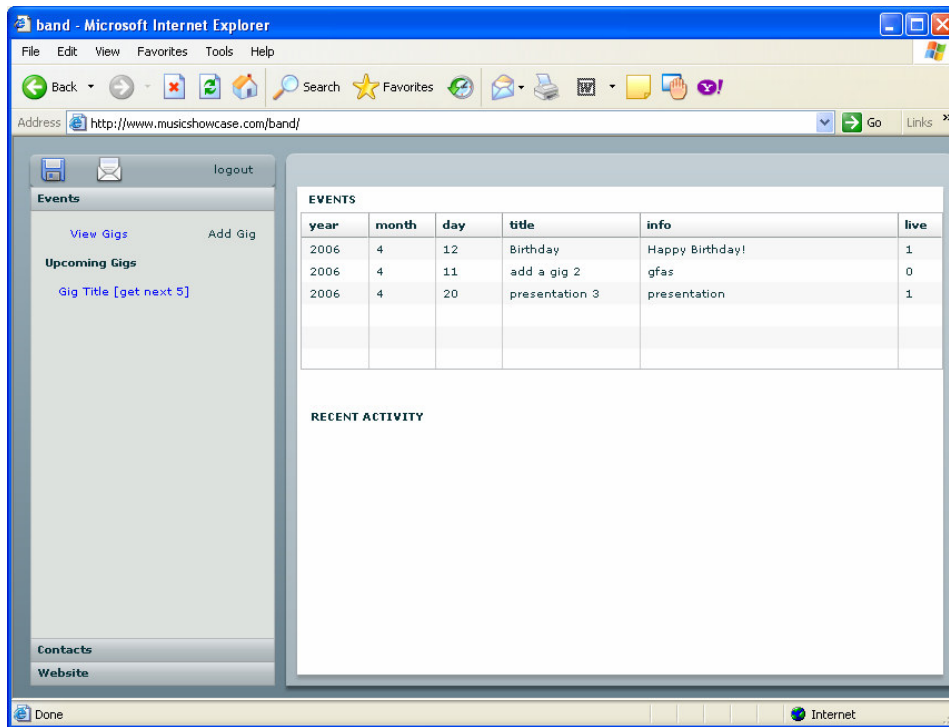 band - Microsoft Internet Explorer
File Edit View Favorites Tools Help
Back Search Favorites W Y!
Address http://www.musicshowcase.com/band/ Go Links »
logout
Events
View Gigs Add Gig
Upcoming Gigs
Gig Title [get next 5]
Contacts
Website
EVENTS
year month day title info live
2006 4 12 Birthday Happy Birthday! 1
2006 4 11 add a gig 2 gfas 0
2006 4 20 presentation 3 presentation 1
RECENT ACTIVITY
Done Internet